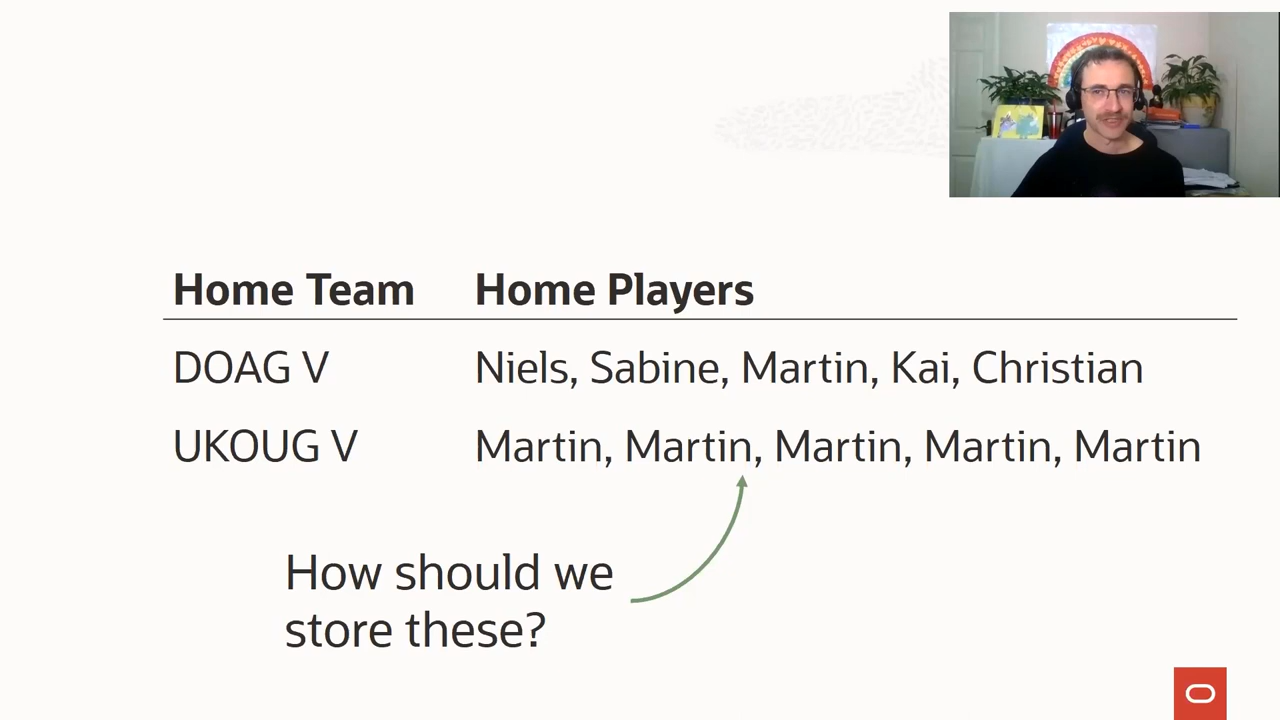 Home Team Home Players
DOAG V Niels, Sabine, Martin, Kai, Christian
UKOUG V Martin, Martin, Martin, Martin, Martin
How should we
store these?